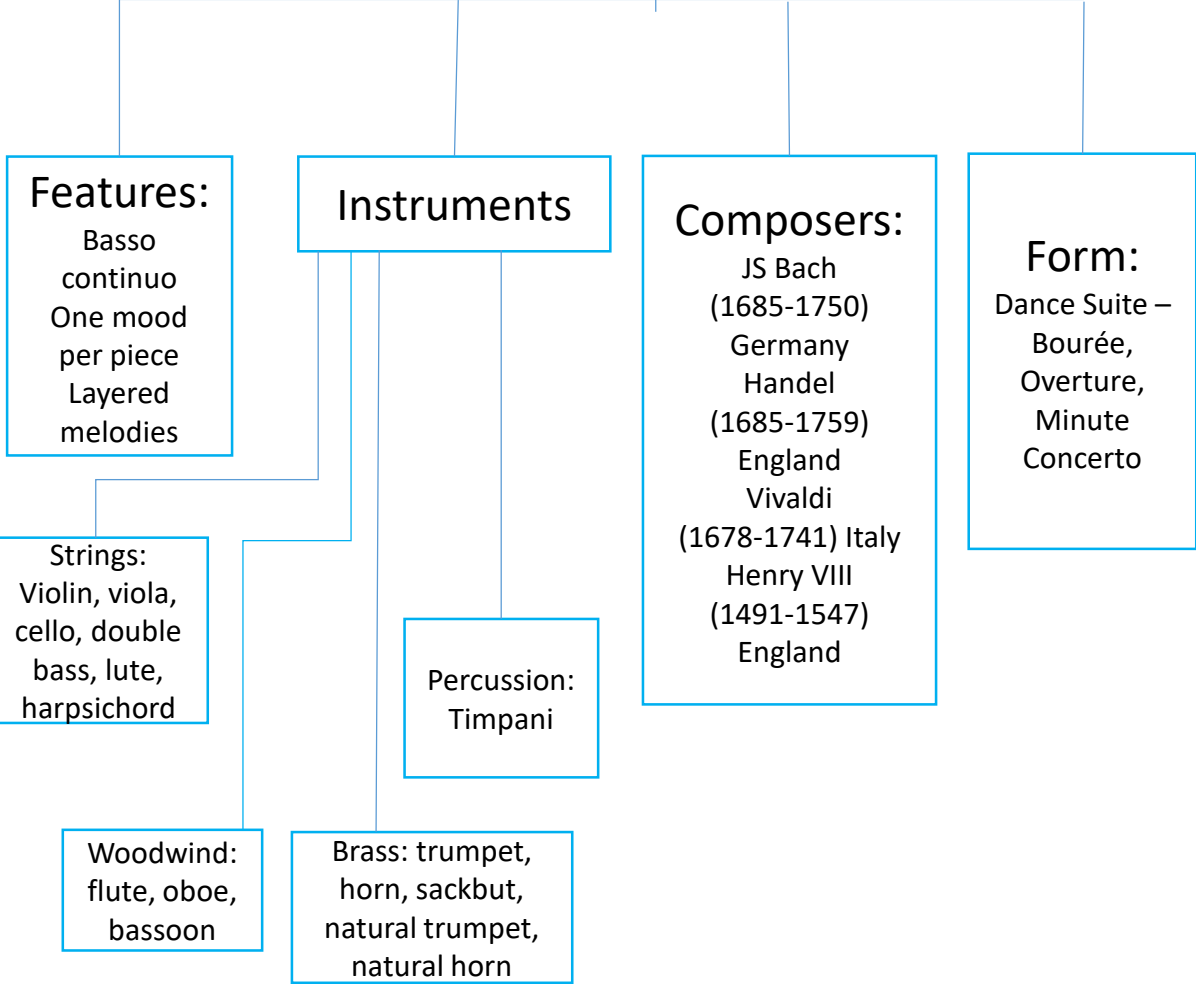 Features:
Basso
continuo
One mood
per piece
Layered
melodies
Instruments
Composers:
JS Bach
(1685-1750)
Germany
Handel
(1685-1759)
England
Vivaldi
(1678-1741) Italy
Henry VIII
(1491-1547)
England
Form:
Dance Suite –
Bourée,
Overture,
Minute
Concerto
Strings:
Violin, viola,
cello, double
bass, lute,
harpsichord
Percussion:
Timpani
Woodwind:
flute, oboe,
bassoon
Brass: trumpet,
horn, sackbut,
natural trumpet,
natural horn